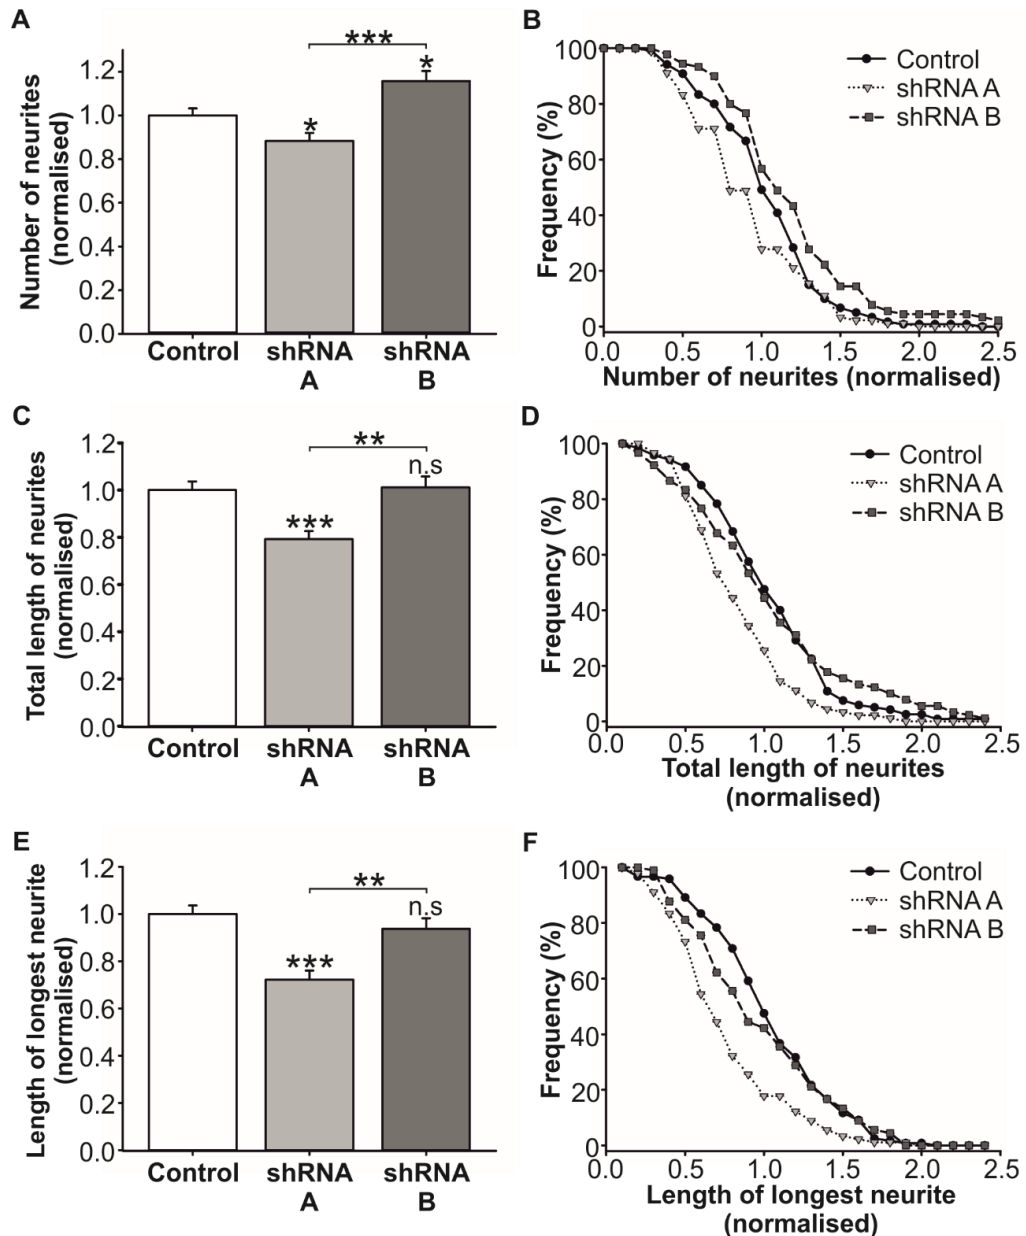 A
Number of neurites
(normalised)
1.2
1.0
0.8
0.6
0.4
0.2
0.0
***
*
*
Control
shRNA
A
shRNA
B
B
Frequency (%)
100
80
60
40
20
0
Control
shRNA A
shRNA B
0.0 0.5 1.0 1.5 2.0 2.5
Number of neurites (normalised)
C
Total length of neurites
(normalised)
1.2
1.0
0.8
0.6
0.4
0.2
0.0
**
n.s
***
Control
shRNA
A
shRNA
B
D
Frequency (%)
100
80
60
40
20
0
Control
shRNA A
shRNA B
0.0 0.5 1.0 1.5 2.0 2.5
Total length of neurites
(normalised)
E
Length of longest neurite
(normalised)
1.2
1.0
0.8
0.6
0.4
0.2
0.0
**
n.s
***
Control
shRNA
A
shRNA
B
F
Frequency (%)
100
80
60
40
20
0
Control
shRNA A
shRNA B
0.0 0.5 1.0 1.5 2.0 2.5
Length of longest neurite
(normalised)